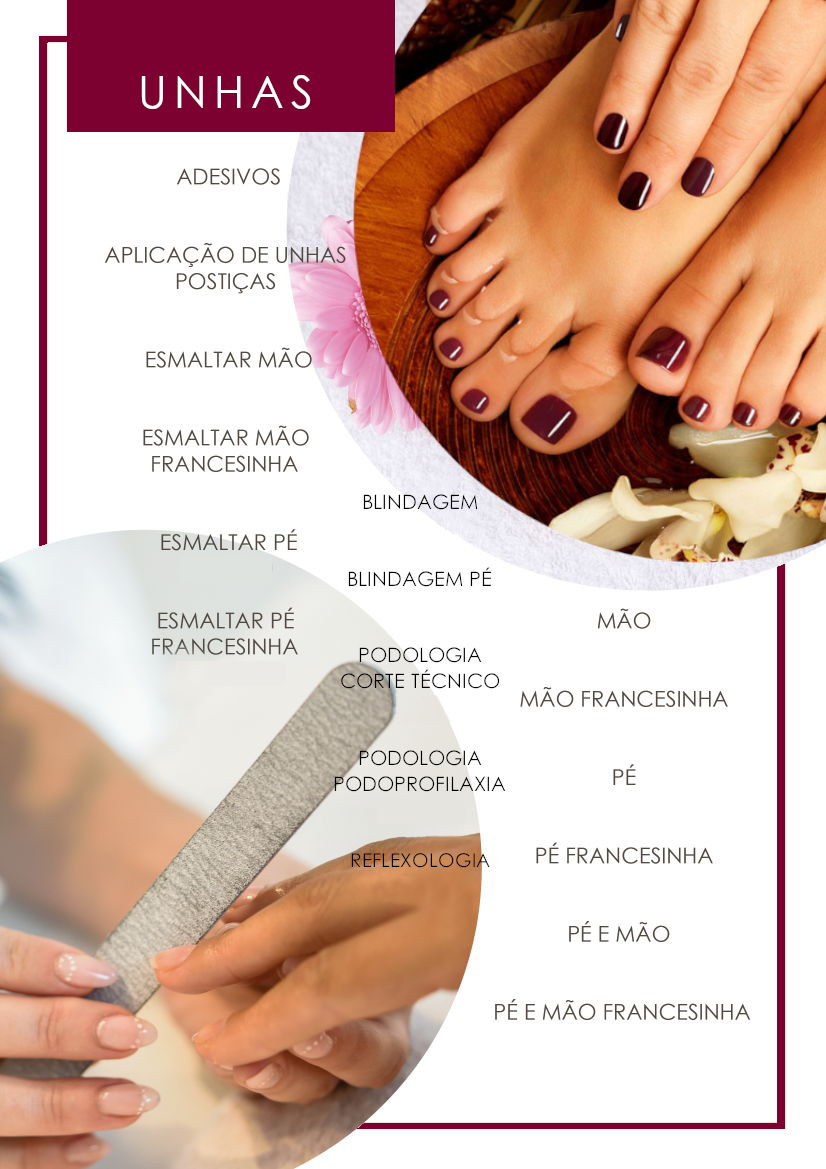 UNHAS
ADESIVOS
APLICAÇÃO DE UNHAS
POSTIÇAS
ESMALTAR MÃO
ESMALTAR MÃO
FRANCESINHA
ESMALTAR PÉ
ESMALTAR PÉ
FRANCESINHA
BLINDAGEM
BLINDAGEM PÉ
PODOLOGIA
CORTE TÉCNICO
PODOLOGIA
PODOPROFILAXIA
REFLEXOLOGIA
MÃO
MÃO FRANCESINHA
PÉ
PÉ FRANCESINHA
PÉ E MÃO
PÉ E MÃO FRANCESINHA